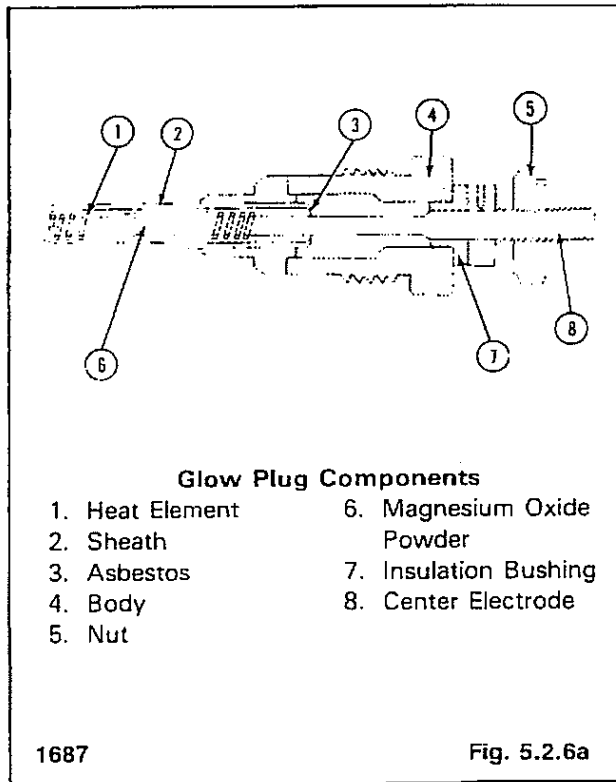 1
2
3
4
5
6
7
8
Glow Plug Components
1. Heat Element
2. Sheath
3. Asbestos
4. Body
5. Nut
6. Magnesium Oxide
Powder
7. Insulation Bushing
8. Center Electrode
1687
Fig. 5.2.6a